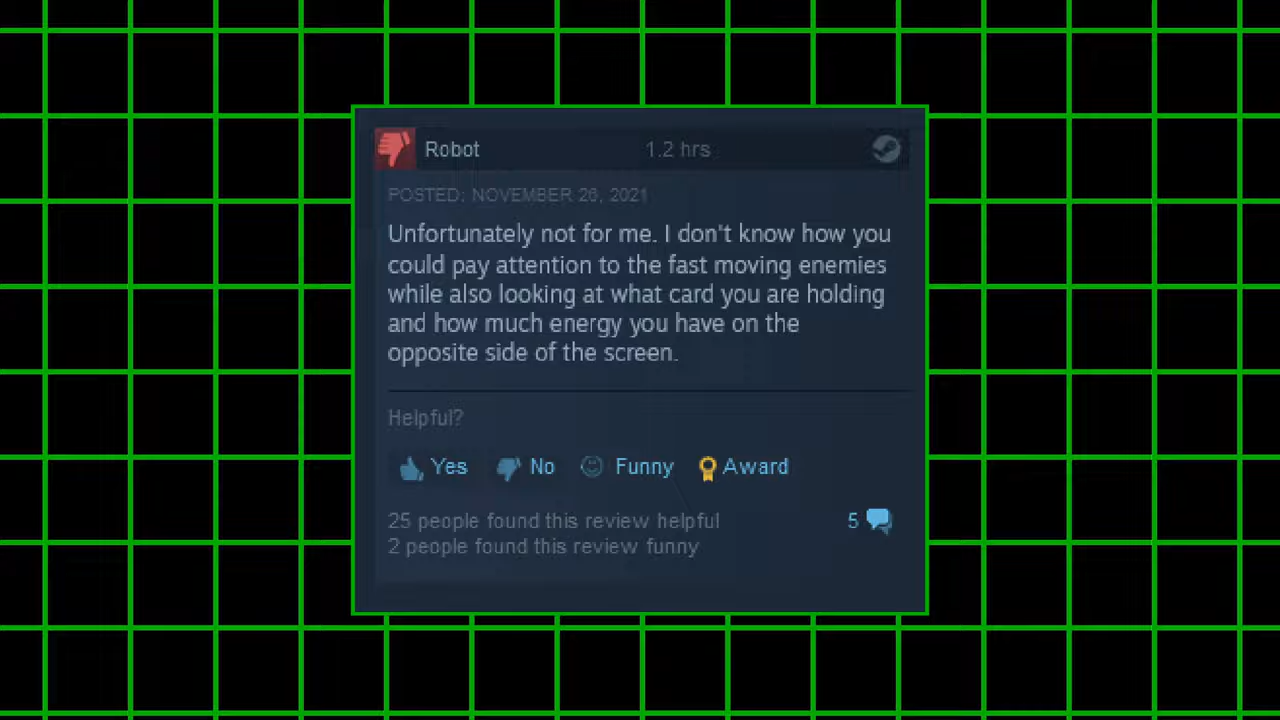 Robot 1.2 hrs
POSTED: NOVEMBER 26, 2021
Unfortunately not for me. I don't know how you
could pay attention to the fast moving enemies
while also looking at what card you are holding
and how much energy you have on the
opposite side of the screen.
Helpful?
Yes No Funny Award
25 people found this review helpful 5
2 people found this review funny